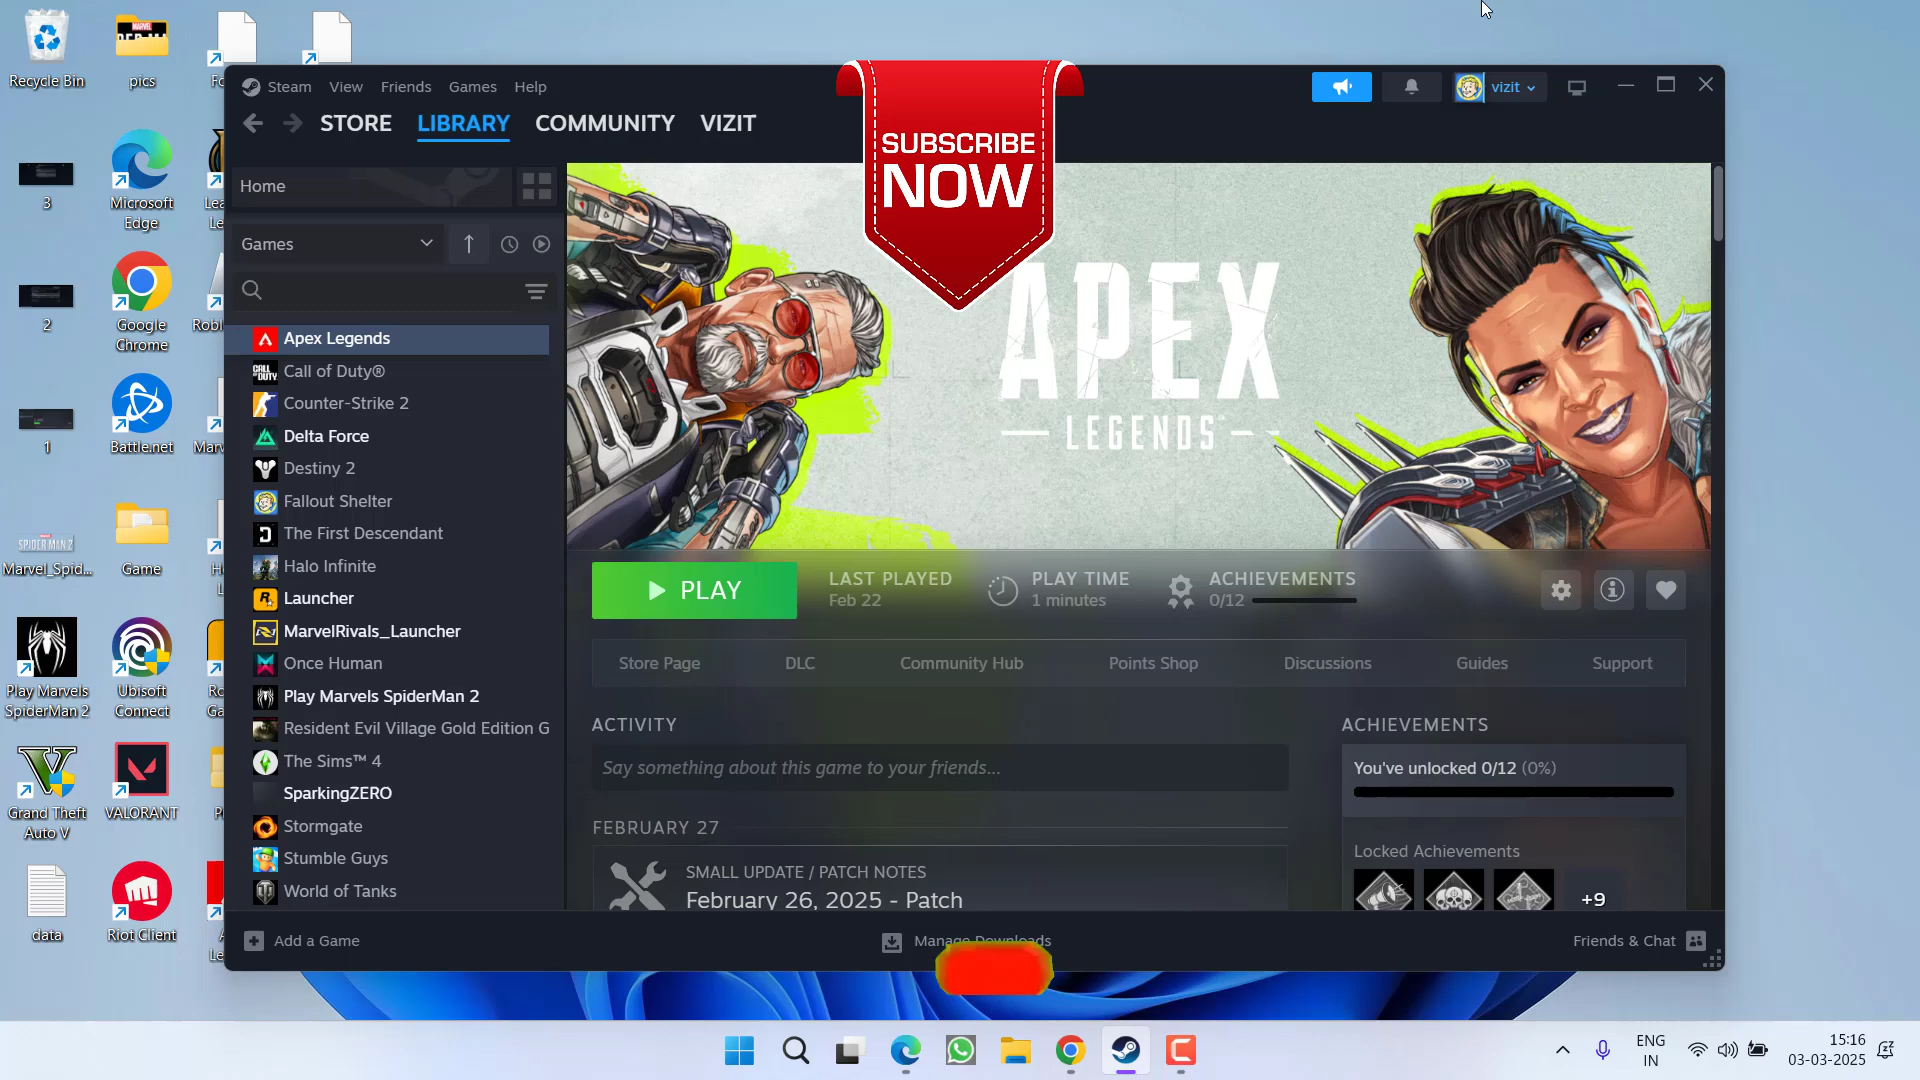 Recycle Bin
pics
3
Microsoft
Edge
2
Google
Chrome
1
Battle.net
SPIDER-MAN 2
Marvel_Spid...
Game
Play Marvels
SpiderMan 2
Ubisoft
Connect
Grand Theft
Auto V
VALORANT
data
Riot Client
Steam
View
Friends
Games
Help
vizit
STORE
LIBRARY
COMMUNITY
VIZIT
SUBSCRIBE
NOW
Home
Games
Apex Legends
Call of Duty®
Counter-Strike 2
Delta Force
Destiny 2
Fallout Shelter
The First Descendant
Halo Infinite
Launcher
MarvelRivals_Launcher
Once Human
Play Marvels SpiderMan 2
Resident Evil Village Gold Edition G
The Sims™ 4
SparkingZERO
Stormgate
Stumble Guys
World of Tanks
APEX
LEGENDS™
PLAY
LAST PLAYED
Feb 22
PLAY TIME
1 minutes
ACHIEVEMENTS
0/12
Store Page
DLC
Community Hub
Points Shop
Discussions
Guides
Support
ACTIVITY
Say something about this game to your friends...
FEBRUARY 27
SMALL UPDATE / PATCH NOTES
February 26, 2025 - Patch
ACHIEVEMENTS
You've unlocked 0/12 (0%)
Locked Achievements
+9
Add a Game
Manage Downloads
Friends & Chat
ENG
IN
15:16
03-03-2025